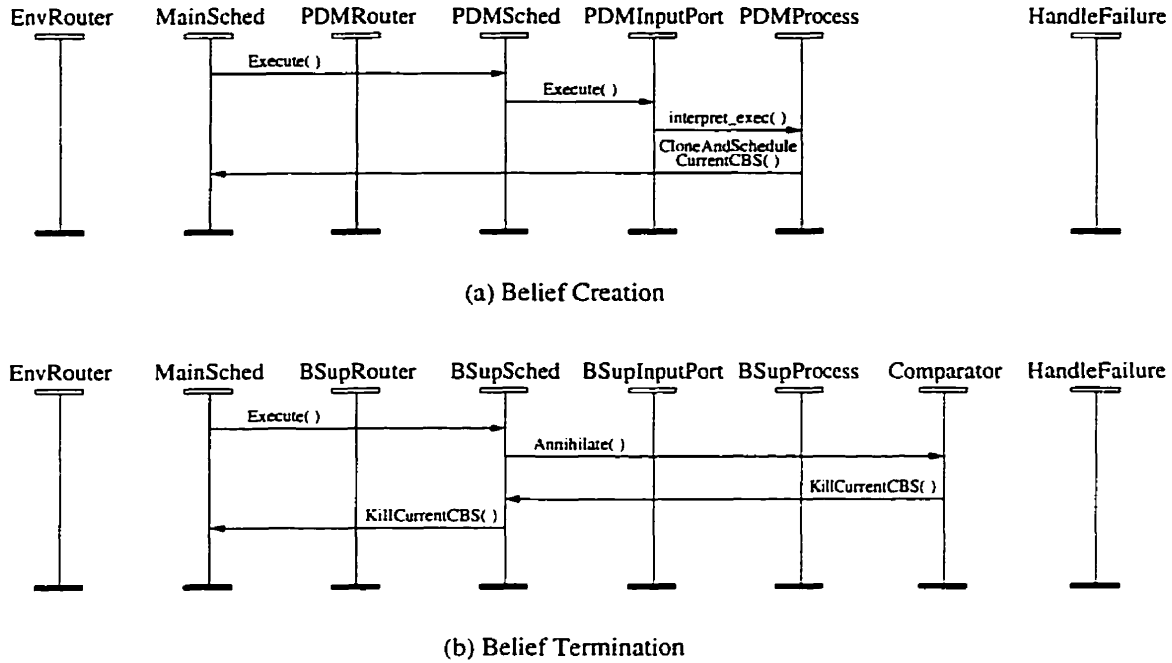 EnvRouter MainSched PDMRouter PDMSched PDMInputPort PDMProcess HandleFailure
Execute( )
Execute( )
interpret_exec( )
CloneAndSchedule
CurrentCBS( )
(a) Belief Creation
EnvRouter MainSched BSupRouter BSupSched BSupInputPort BSupProcess Comparator HandleFailure
Execute( )
Annihilate( )
KillCurrentCBS( )
KillCurrentCBS( )
(b) Belief Termination